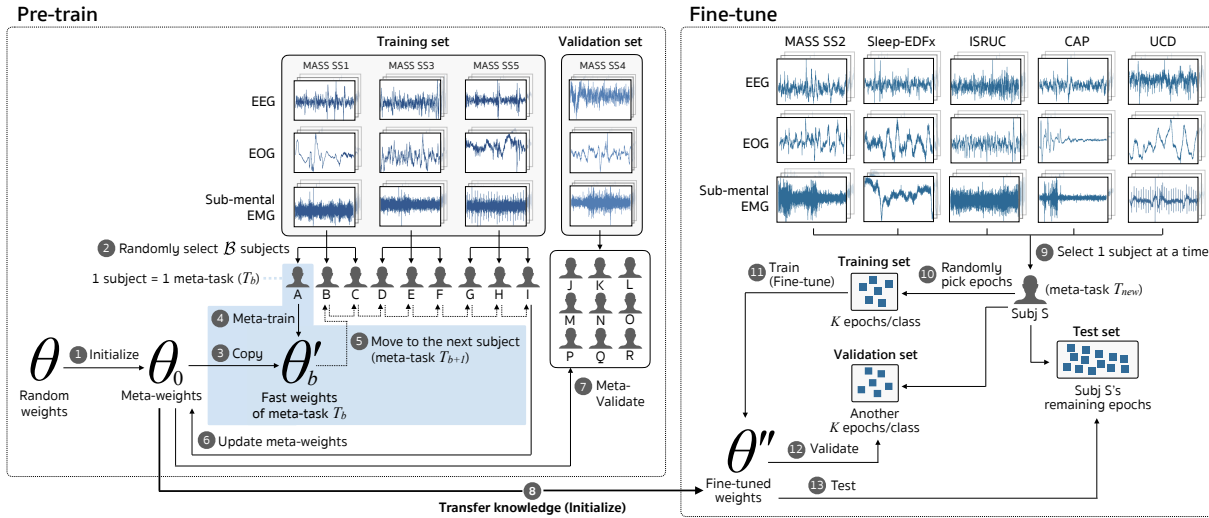 Pre-train
Training set
Validation set
MASS SS1
MASS SS3
MASS SS5
MASS SS4
EEG
EOG
Sub-mental
EMG
2 Randomly select B subjects
1 subject = 1 meta-task (T_b)
A
B
C
D
E
F
G
H
I
J
K
L
M
N
O
P
Q
R
4 Meta-train
5 Move to the next subject
(meta-task T_{b+1})
θ
1 Initialize
θ_0
3 Copy
θ′_b
Random
weights
Meta-weights
Fast weights
of meta-task T_b
6 Update meta-weights
7 Meta-
Validate
8
Transfer knowledge (Initialize)
Fine-tune
MASS SS2
Sleep-EDFx
ISRUC
CAP
UCD
EEG
EOG
Sub-mental
EMG
9 Select 1 subject at a time
11 Train
(Fine-tune)
Training set
K epochs/class
10 Randomly
pick epochs
(meta-task T_new)
Subj S
Validation set
Another
K epochs/class
Test set
Subj S's
remaining epochs
θ″
Fine-tuned
weights
12 Validate
13 Test